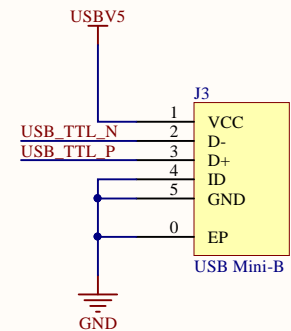 USBV5
J3
1 VCC
USB_TTL_N 2 D-
USB_TTL_P 3 D+
4 ID
5 GND
0 EP
USB Mini-B
GND